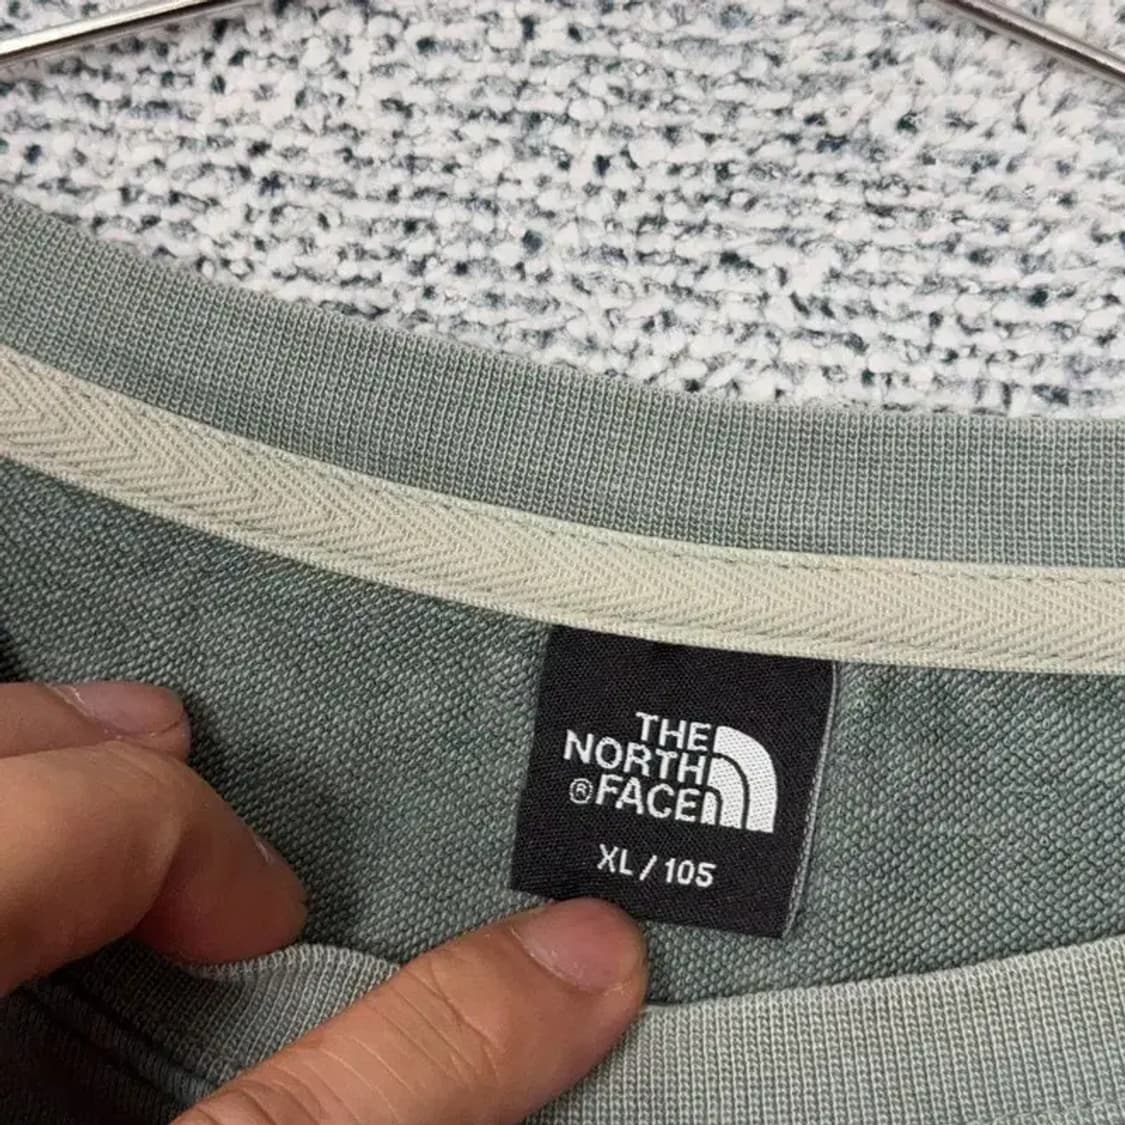 THE
NORTH
®FACE
XL / 105